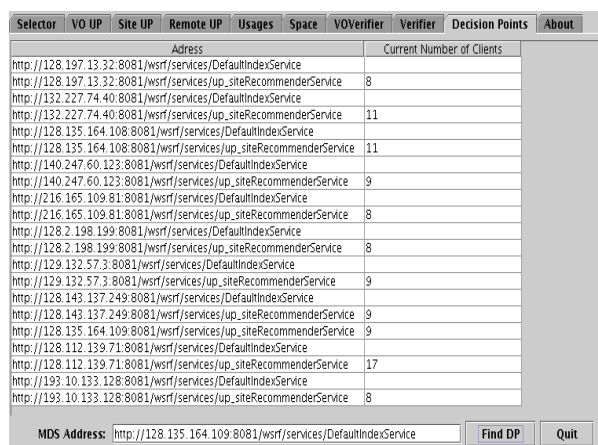 Selector VO UP Site UP Remote UP Usages Space VOVerifier Verifier Decision Points About
Adress Current Number of Clients
http://128.197.13.32:8081/wsrf/services/DefaultIndexService
http://128.197.13.32:8081/wsrf/services/up_siteRecommenderService 8
http://132.227.74.40:8081/wsrf/services/DefaultIndexService
http://132.227.74.40:8081/wsrf/services/up_siteRecommenderService 11
http://128.135.164.108:8081/wsrf/services/DefaultIndexService
http://128.135.164.108:8081/wsrf/services/up_siteRecommenderService 11
http://140.247.60.123:8081/wsrf/services/DefaultIndexService
http://140.247.60.123:8081/wsrf/services/up_siteRecommenderService 9
http://216.165.109.81:8081/wsrf/services/DefaultIndexService
http://216.165.109.81:8081/wsrf/services/up_siteRecommenderService 8
http://128.2.198.199:8081/wsrf/services/DefaultIndexService
http://128.2.198.199:8081/wsrf/services/up_siteRecommenderService 8
http://129.132.57.3:8081/wsrf/services/DefaultIndexService
http://129.132.57.3:8081/wsrf/services/up_siteRecommenderService 9
http://128.143.137.249:8081/wsrf/services/DefaultIndexService
http://128.143.137.249:8081/wsrf/services/up_siteRecommenderService 9
http://128.135.164.109:8081/wsrf/services/up_siteRecommenderService 9
http://128.112.139.71:8081/wsrf/services/DefaultIndexService
http://128.112.139.71:8081/wsrf/services/up_siteRecommenderService 17
http://193.10.133.128:8081/wsrf/services/DefaultIndexService
http://193.10.133.128:8081/wsrf/services/up_siteRecommenderService 8
MDS Address: http://128.135.164.109:8081/wsrf/services/DefaultIndexService Find DP Quit